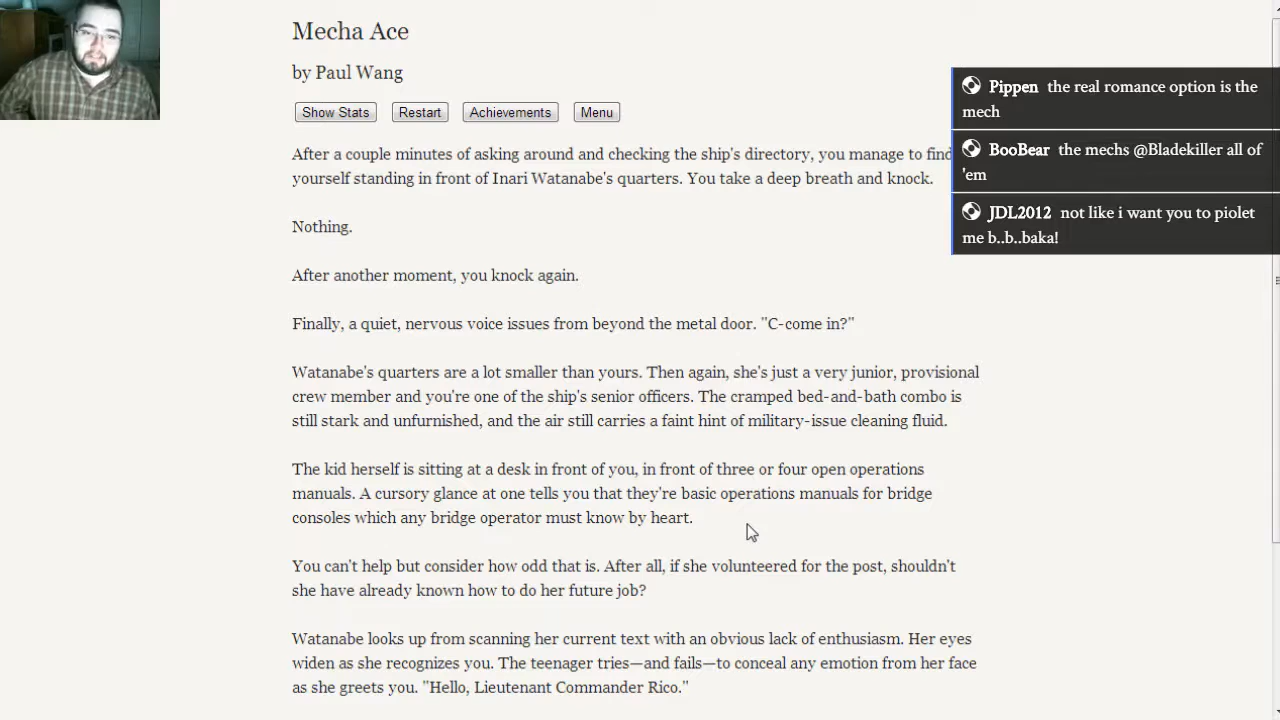 Mecha Ace
by Paul Wang
Show Stats Restart Achievements Menu
After a couple minutes of asking around and checking the ship's directory, you manage to find
yourself standing in front of Inari Watanabe's quarters. You take a deep breath and knock.
Nothing.
After another moment, you knock again.
Finally, a quiet, nervous voice issues from beyond the metal door. "C-come in?"
Watanabe's quarters are a lot smaller than yours. Then again, she's just a very junior, provisional
crew member and you're one of the ship's senior officers. The cramped bed-and-bath combo is
still stark and unfurnished, and the air still carries a faint hint of military-issue cleaning fluid.
The kid herself is sitting at a desk in front of you, in front of three or four open operations
manuals. A cursory glance at one tells you that they're basic operations manuals for bridge
consoles which any bridge operator must know by heart.
You can't help but consider how odd that is. After all, if she volunteered for the post, shouldn't
she have already known how to do her future job?
Watanabe looks up from scanning her current text with an obvious lack of enthusiasm. Her eyes
widen as she recognizes you. The teenager tries—and fails—to conceal any emotion from her face
as she greets you. "Hello, Lieutenant Commander Rico."
Pippen the real romance option is the
mech
BooBear the mechs @Bladekiller all of
'em
JDL2012 not like i want you to piolet
me b..b..baka!